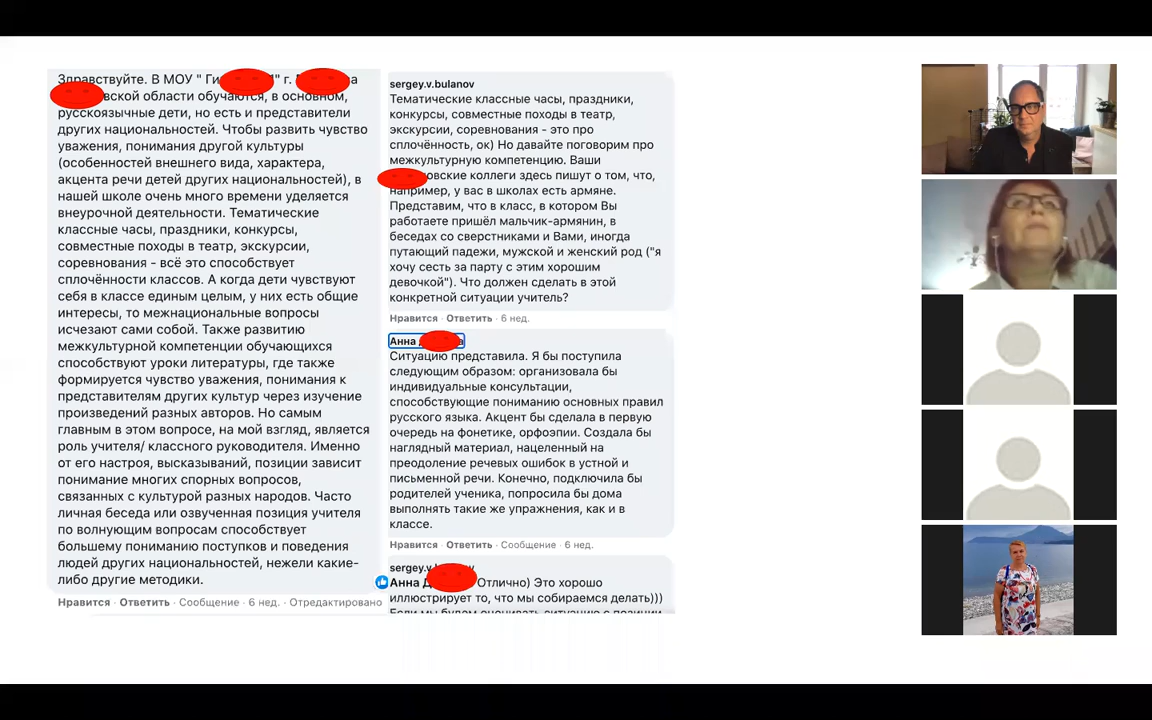 Здравствуйте. В МОУ " Ги г. а
вской области обучаются, в основном,
русскоязычные дети, но есть и представители
других национальностей. Чтобы развить чувство
уважения, понимания другой культуры
(особенностей внешнего вида, характера,
акцента речи детей других национальностей), в
нашей школе очень много времени уделяется
внеурочной деятельности. Тематические
классные часы, праздники, конкурсы,
совместные походы в театр, экскурсии,
соревнования - всё это способствует
сплочённости классов. А когда дети чувствуют
себя в классе единым целым, у них есть общие
интересы, то межнациональные вопросы
исчезают сами собой. Также развитию
межкультурной компетенции обучающихся
способствуют уроки литературы, где также
формируется чувство уважения, понимания к
представителям других культур через изучение
произведений разных авторов. Но самым
главным в этом вопросе, на мой взгляд, является
роль учителя/ классного руководителя. Именно
от его настроя, высказываний, позиции зависит
понимание многих спорных вопросов,
связанных с культурой разных народов. Часто
личная беседа или озвученная позиция учителя
по волнующим вопросам способствует
большему пониманию поступков и поведения
людей других национальностей, нежели какие-
либо другие методики.
Нравится · Ответить · Сообщение · 6 нед. · Отредактировано
sergey.v.bulanov
Тематические классные часы, праздники,
конкурсы, совместные походы в театр,
экскурсии, соревнования - это про
сплочённость, ок) Но давайте поговорим про
межкультурную компетенцию. Ваши
овские коллеги здесь пишут о том, что,
например, у вас в школах есть армяне.
Представим, что в класс, в котором Вы
работаете пришёл мальчик-армянин, в
беседах со сверстниками и Вами, иногда
путающий падежи, мужской и женский род ("я
хочу сесть за парту с этим хорошим
девочкой"). Что должен сделать в этой
конкретной ситуации учитель?
Нравится · Ответить · 6 нед.
Анна
Ситуацию представила. Я бы поступила
следующим образом: организовала бы
индивидуальные консультации,
способствующие пониманию основных правил
русского языка. Акцент бы сделала в первую
очередь на фонетике, орфоэпии. Создала бы
наглядный материал, нацеленный на
преодоление речевых ошибок в устной и
письменной речи. Конечно, подключила бы
родителей ученика, попросила бы дома
выполнять такие же упражнения, как и в
классе.
Нравится · Ответить · Сообщение · 6 нед.
sergey.v
Анна Д Отлично) Это хорошо
иллюстрирует то, что мы собираемся делать)))
Если мы будем оценивать ситуацию с позиции